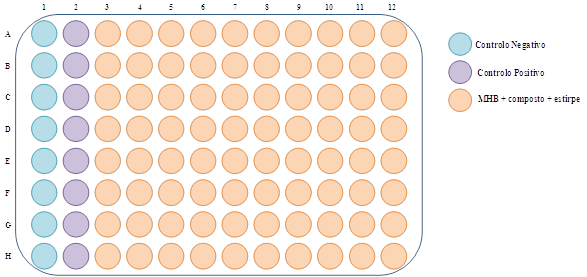 1 2 3 4 5 6 7 8 9 10 11 12
A
B
C
D
E
F
G
H
Controlo Negativo
Controlo Positivo
MHB + composto + estirpe